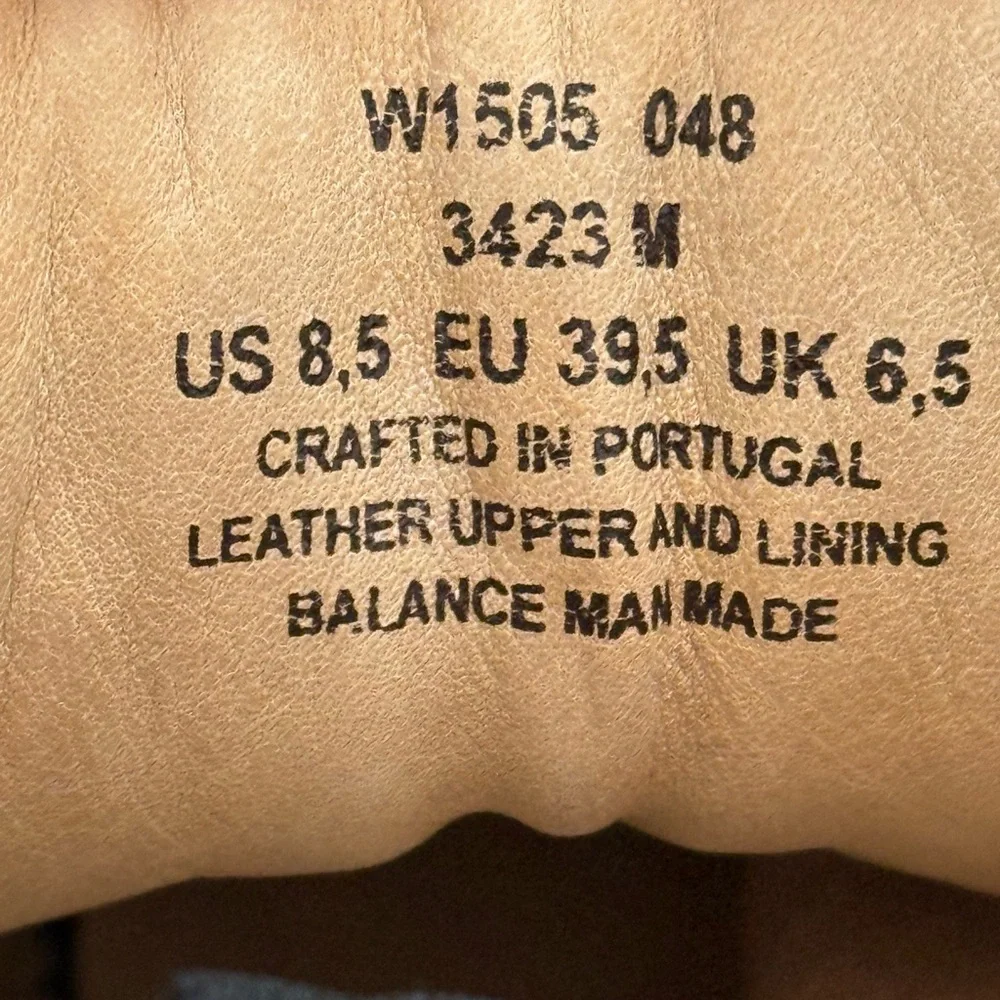 W1505 048
3423 M
US 8,5 EU 39,5 UK 6,5
CRAFTED IN PORTUGAL
LEATHER UPPER AND LINING
BALANCE MAN MADE